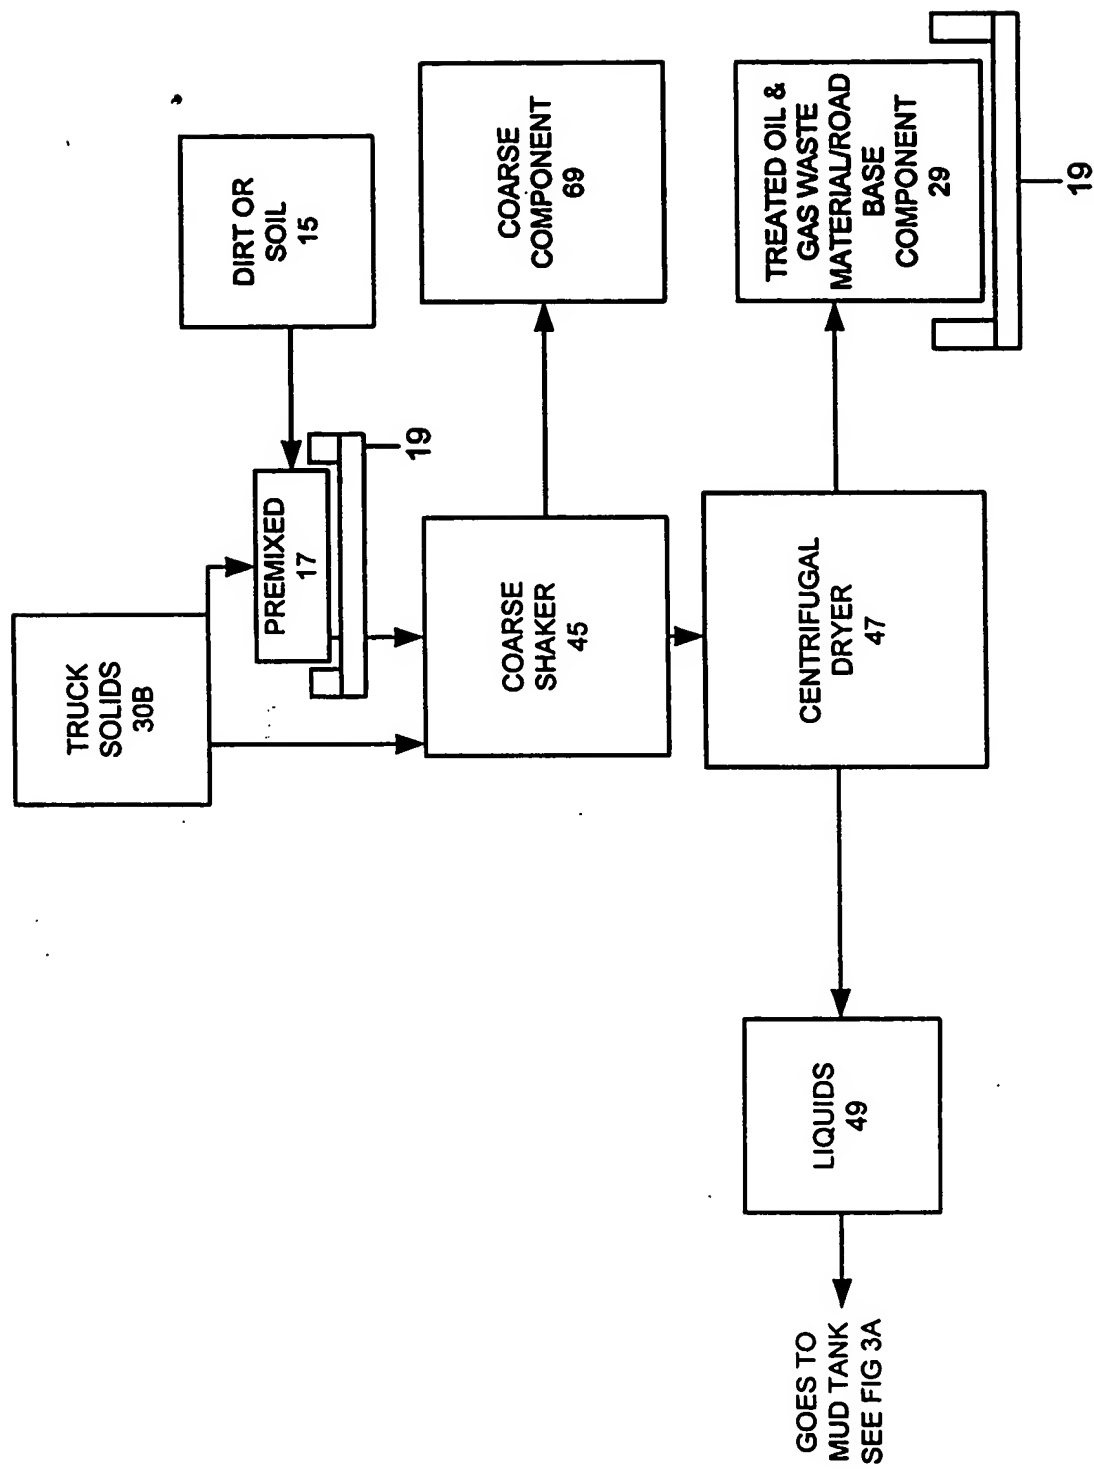 TRUCK
SOLIDS
30B
DIRT OR
SOIL
15
PREMIXED
17
19
COARSE
SHAKER
45
COARSE
COMPONENT
69
CENTRIFUGAL
DRYER
47
TREATED OIL &
GAS WASTE
MATERIAL/ROAD
BASE
COMPONENT
29
19
LIQUIDS
49
GOES TO
MUD TANK
SEE FIG 3A